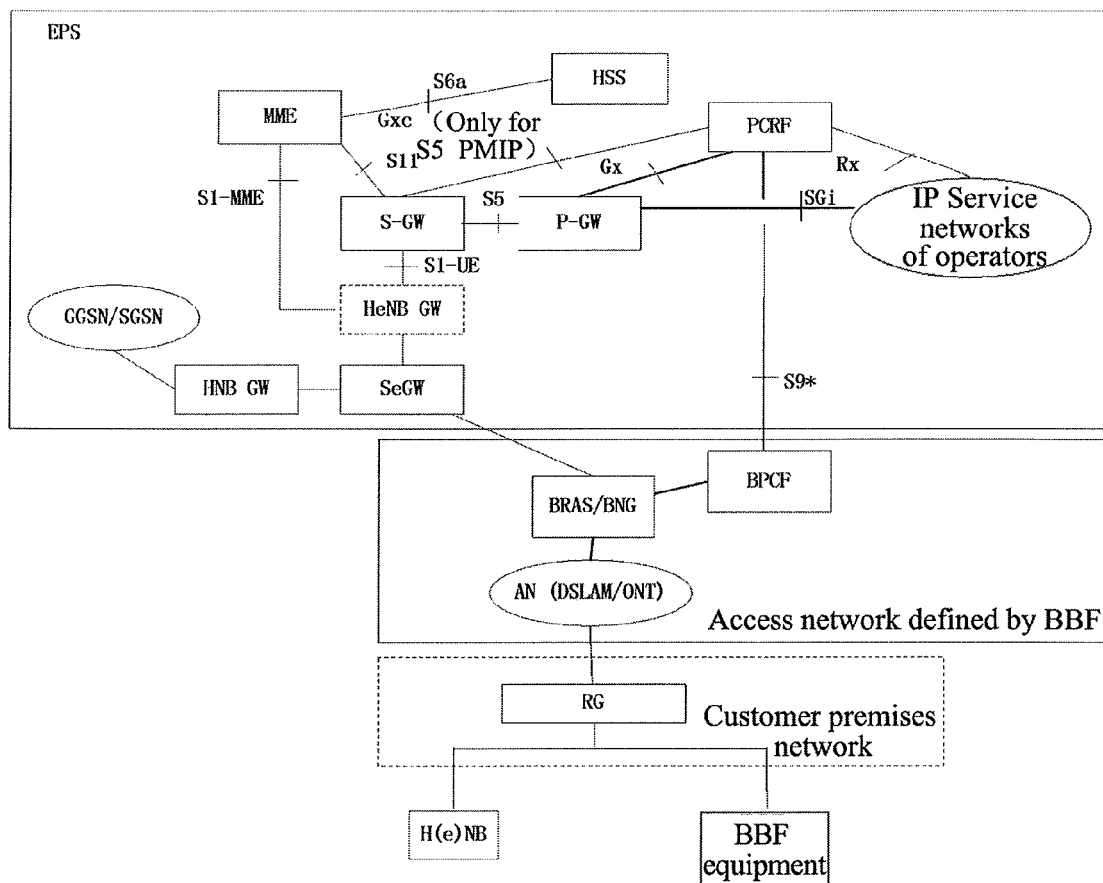 EPS
S6a
HSS
MME
Gxc
(Only for
S5 PMIP)
PCRF
S11
Gx
Rx
S1-MME
S5
SGi
S-GW
P-GW
IP Service
networks
of operators
S1-UE
GGSN/SGSN
HeNB GW
HNB GW
SeGW
S9*
BPCF
BRAS/BNG
AN (DSLAM/ONT)
Access network defined by BBF
RG
Customer premises
network
H(e)NB
BBF
equipment